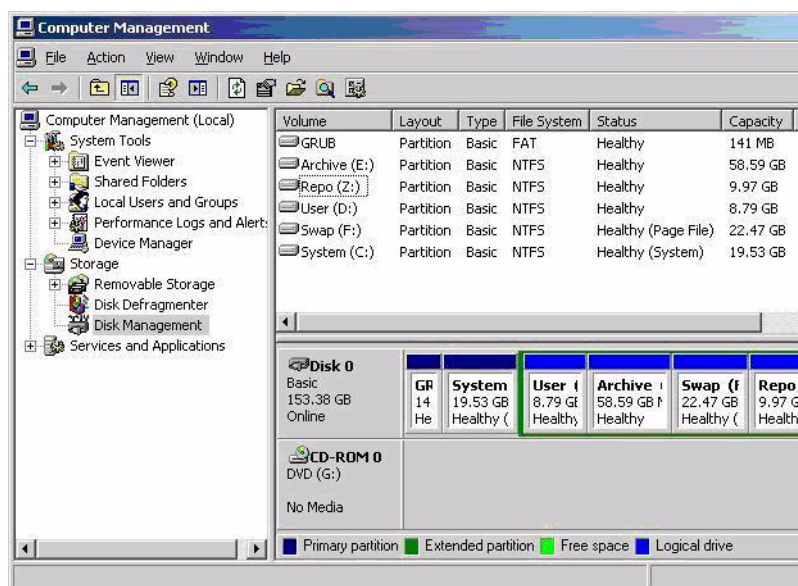 Computer Management
File Action View Window Help
Computer Management (Local)
System Tools
Event Viewer
Shared Folders
Local Users and Groups
Performance Logs and Alert
Device Manager
Storage
Removable Storage
Disk Defragmenter
Disk Management
Services and Applications
Volume Layout Type File System Status Capacity
GRUB Partition Basic FAT Healthy 141 MB
Archive (E:) Partition Basic NTFS Healthy 58.59 GB
Repo (Z:) Partition Basic NTFS Healthy 9.97 GB
User (D:) Partition Basic NTFS Healthy 8.79 GB
Swap (F:) Partition Basic NTFS Healthy (Page File) 22.47 GB
System (C:) Partition Basic NTFS Healthy (System) 19.53 GB
Disk 0
Basic
153.38 GB
Online
GR System User ( Archive Swap (F Repo
14 19.53 GB 8.79 GE 58.59 GB 22.47 GB 9.97 G
He Healthy ( Healthy Healthy Healthy ( Health
CD-ROM 0
DVD (G:)
No Media
Primary partition Extended partition Free space Logical drive